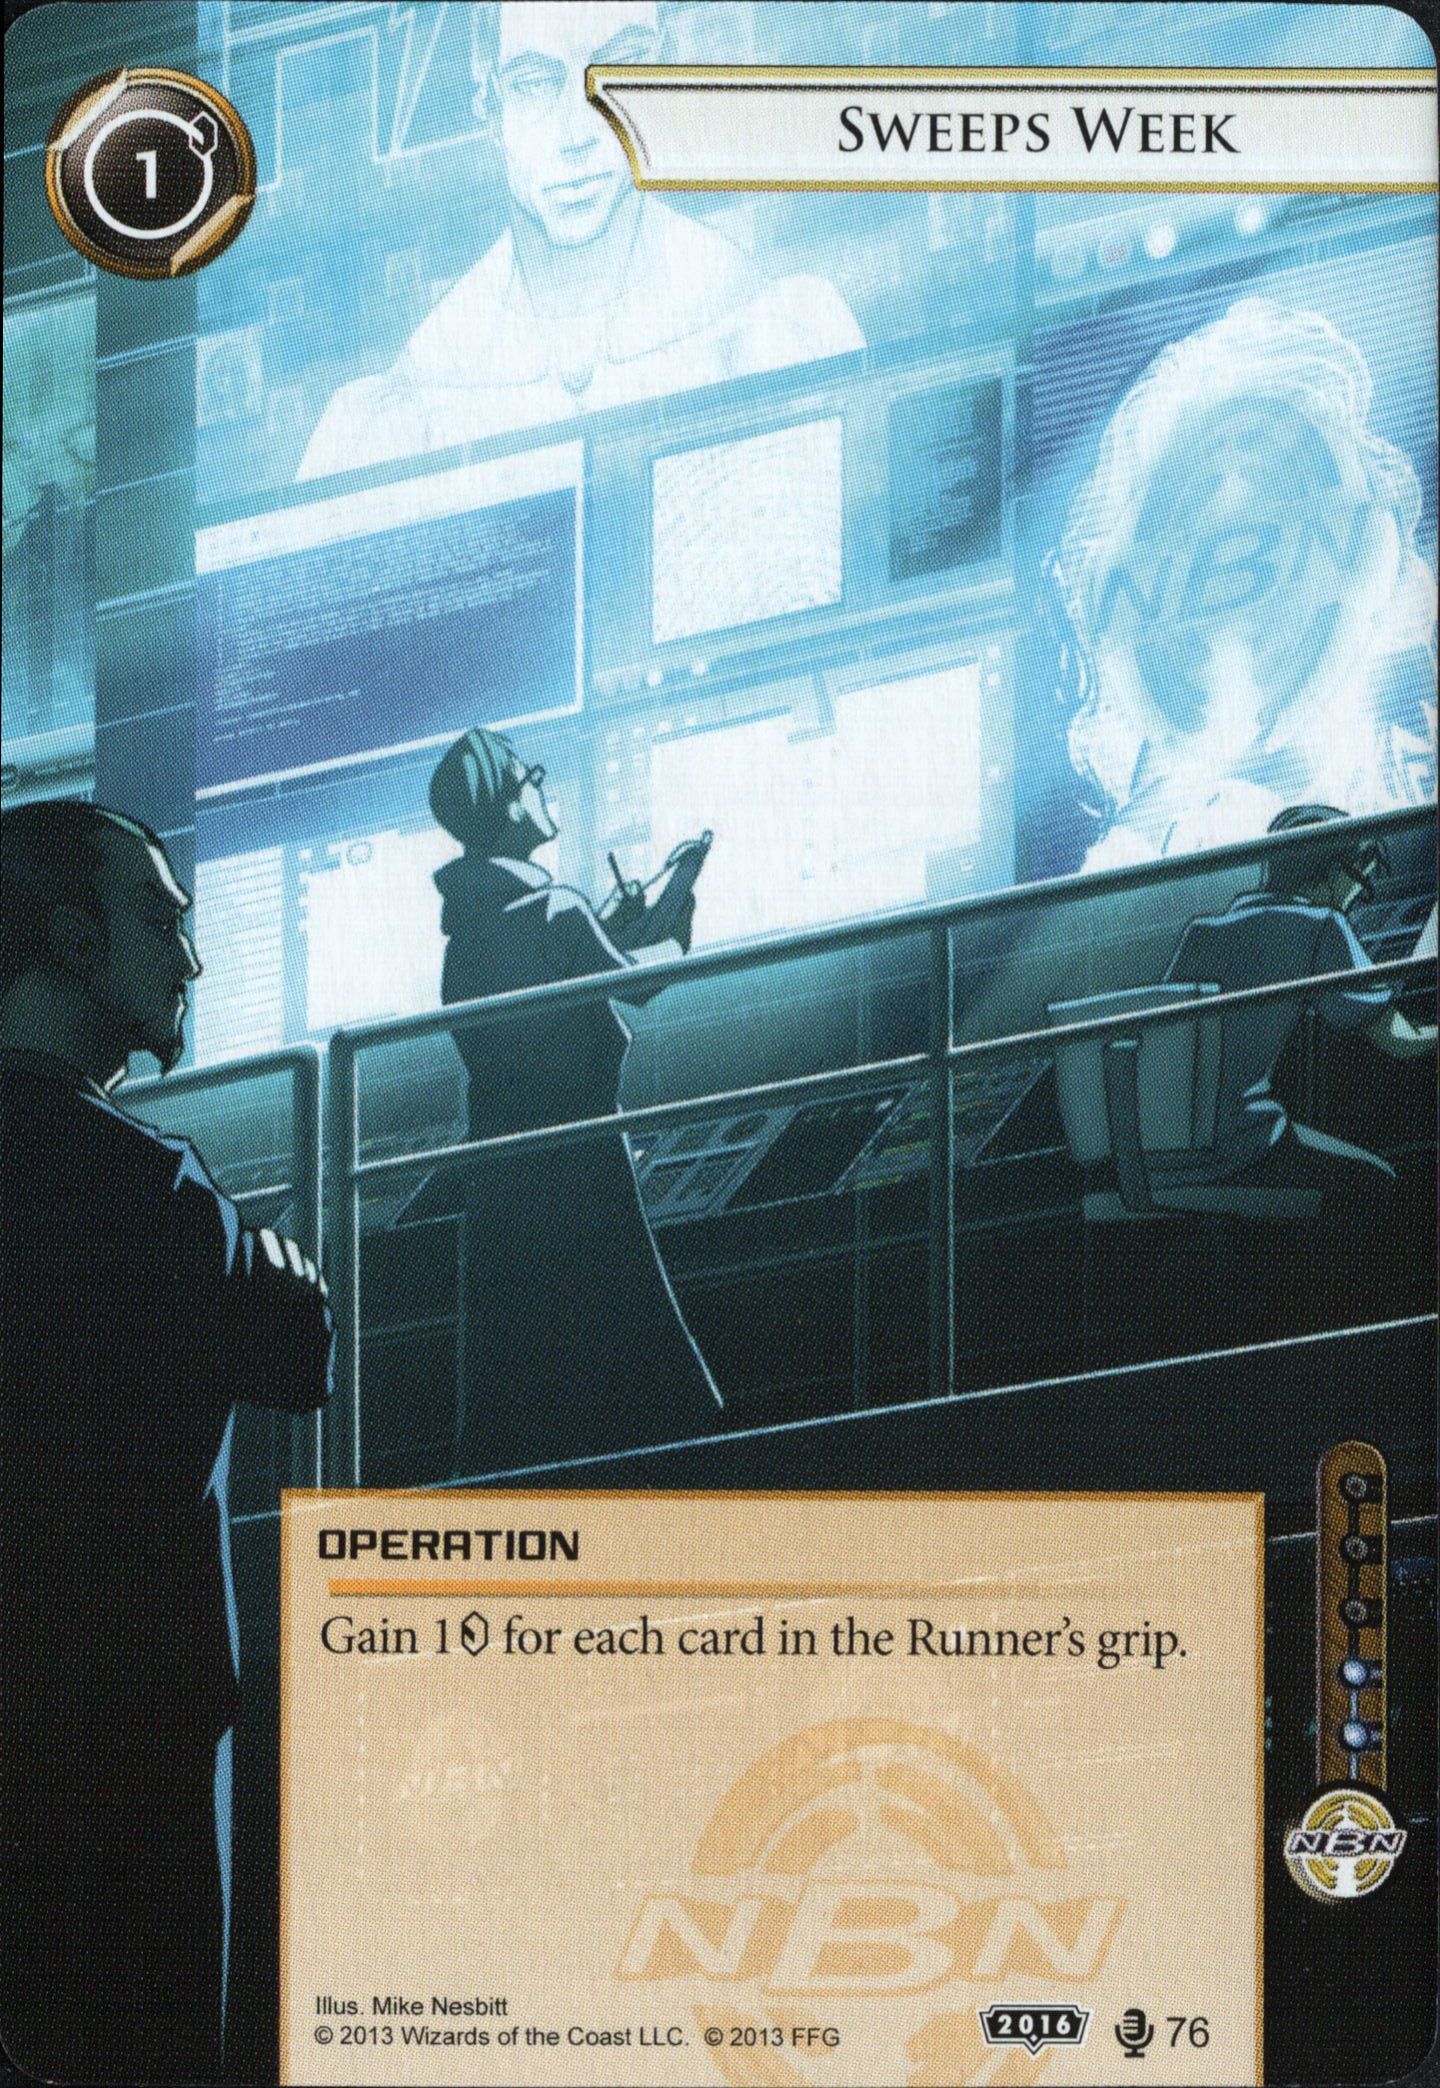 1
SWEEPS WEEK
NBN
OPERATION
Gain 1 for each card in the Runner's grip.
NBN
NBN
Illus. Mike Nesbitt
© 2013 Wizards of the Coast LLC. © 2013 FFG
2016
76